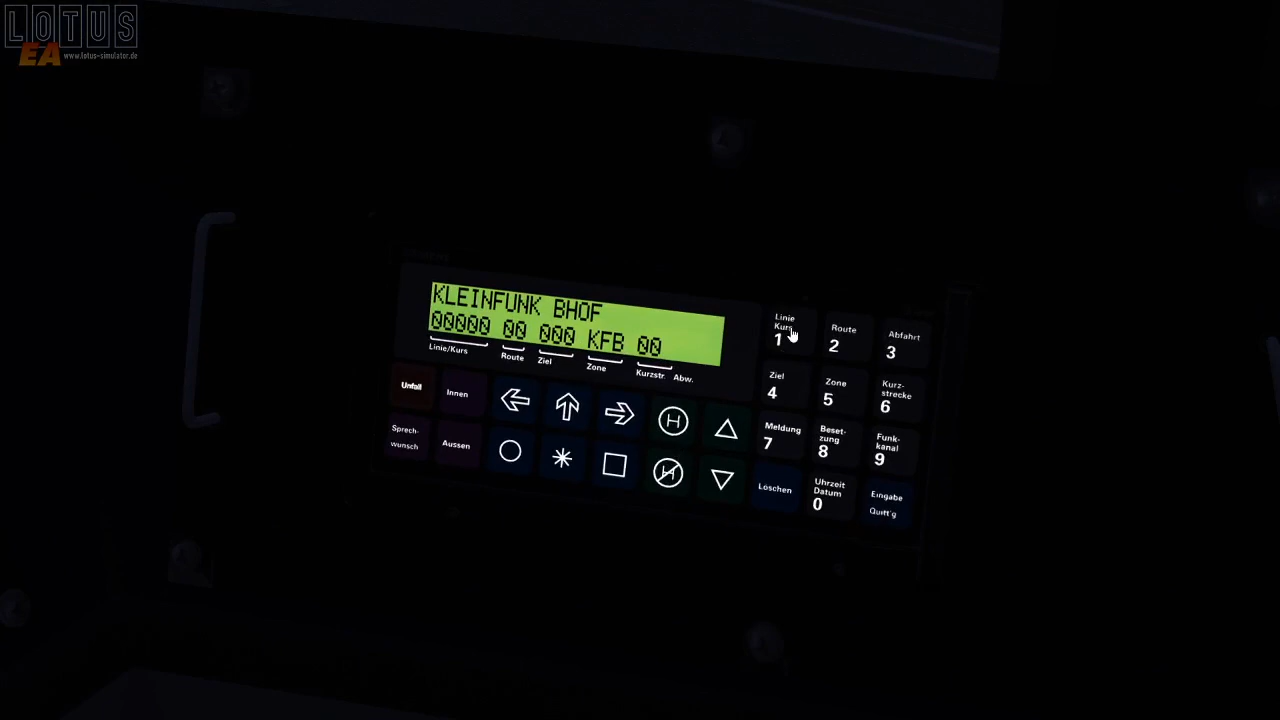 LOTUS
EA www.lotus-simulator.de
KLEINFUNK BHOF
00000 00 000 KFB 00
Linie/Kurs Route Ziel Zone Kurzstr. Abw.
Linie
Kurs
1
Route
2
Abfahrt
3
Unfall
Innen
Ziel
4
Zone
5
Kurz-
strecke
6
H
Sprech-
wunsch
Aussen
Meldung
7
Beset-
zung
8
Funk-
kanal
9
H
Löschen
Uhrzeit
Datum
0
Eingabe
Quitt'g